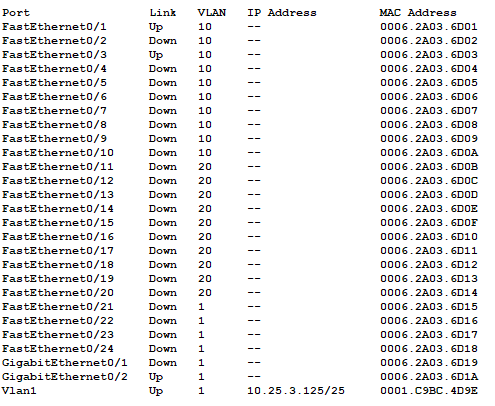 Port Link VLAN IP Address MAC Address
FastEthernet0/1 Up 10 -- 0006.2A03.6D01
FastEthernet0/2 Down 10 -- 0006.2A03.6D02
FastEthernet0/3 Up 10 -- 0006.2A03.6D03
FastEthernet0/4 Down 10 -- 0006.2A03.6D04
FastEthernet0/5 Down 10 -- 0006.2A03.6D05
FastEthernet0/6 Down 10 -- 0006.2A03.6D06
FastEthernet0/7 Down 10 -- 0006.2A03.6D07
FastEthernet0/8 Down 10 -- 0006.2A03.6D08
FastEthernet0/9 Down 10 -- 0006.2A03.6D09
FastEthernet0/10 Down 10 -- 0006.2A03.6D0A
FastEthernet0/11 Down 20 -- 0006.2A03.6D0B
FastEthernet0/12 Down 20 -- 0006.2A03.6D0C
FastEthernet0/13 Down 20 -- 0006.2A03.6D0D
FastEthernet0/14 Down 20 -- 0006.2A03.6D0E
FastEthernet0/15 Down 20 -- 0006.2A03.6D0F
FastEthernet0/16 Down 20 -- 0006.2A03.6D10
FastEthernet0/17 Down 20 -- 0006.2A03.6D11
FastEthernet0/18 Down 20 -- 0006.2A03.6D12
FastEthernet0/19 Down 20 -- 0006.2A03.6D13
FastEthernet0/20 Down 20 -- 0006.2A03.6D14
FastEthernet0/21 Down 1 -- 0006.2A03.6D15
FastEthernet0/22 Down 1 -- 0006.2A03.6D16
FastEthernet0/23 Down 1 -- 0006.2A03.6D17
FastEthernet0/24 Down 1 -- 0006.2A03.6D18
GigabitEthernet0/1 Down 1 -- 0006.2A03.6D19
GigabitEthernet0/2 Up 1 -- 0006.2A03.6D1A
Vlan1 Up 1 10.25.3.125/25 0001.C9BC.4D9E